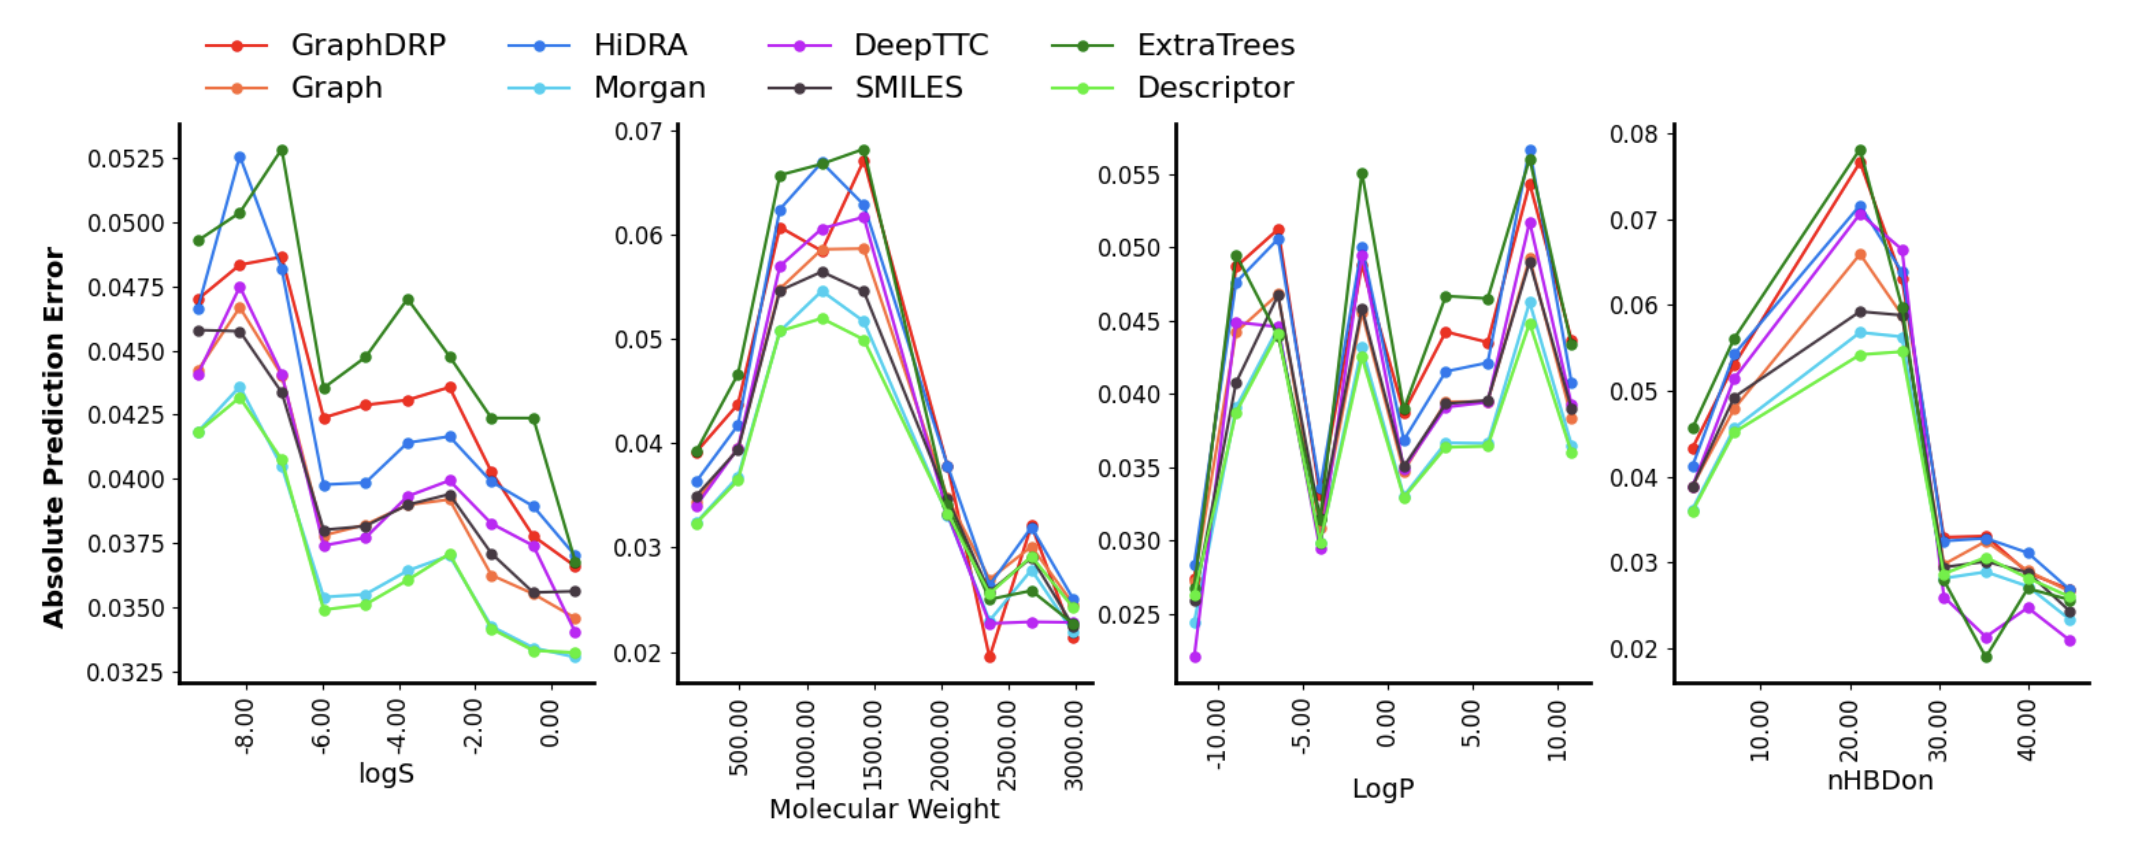 GraphDRP HiDRA DeepTTC ExtraTrees
Graph Morgan SMILES Descriptor
Absolute Prediction Error
0.0525
0.0500
0.0475
0.0450
0.0425
0.0400
0.0375
0.0350
0.0325
-8.00 -6.00 -4.00 -2.00 0.00
logS
0.07
0.06
0.05
0.04
0.03
0.02
500.00 1000.00 1500.00 2000.00 2500.00 3000.00
Molecular Weight
0.055
0.050
0.045
0.040
0.035
0.030
0.025
-10.00 -5.00 0.00 5.00 10.00
LogP
0.08
0.07
0.06
0.05
0.04
0.03
0.02
10.00 20.00 30.00 40.00
nHBDon